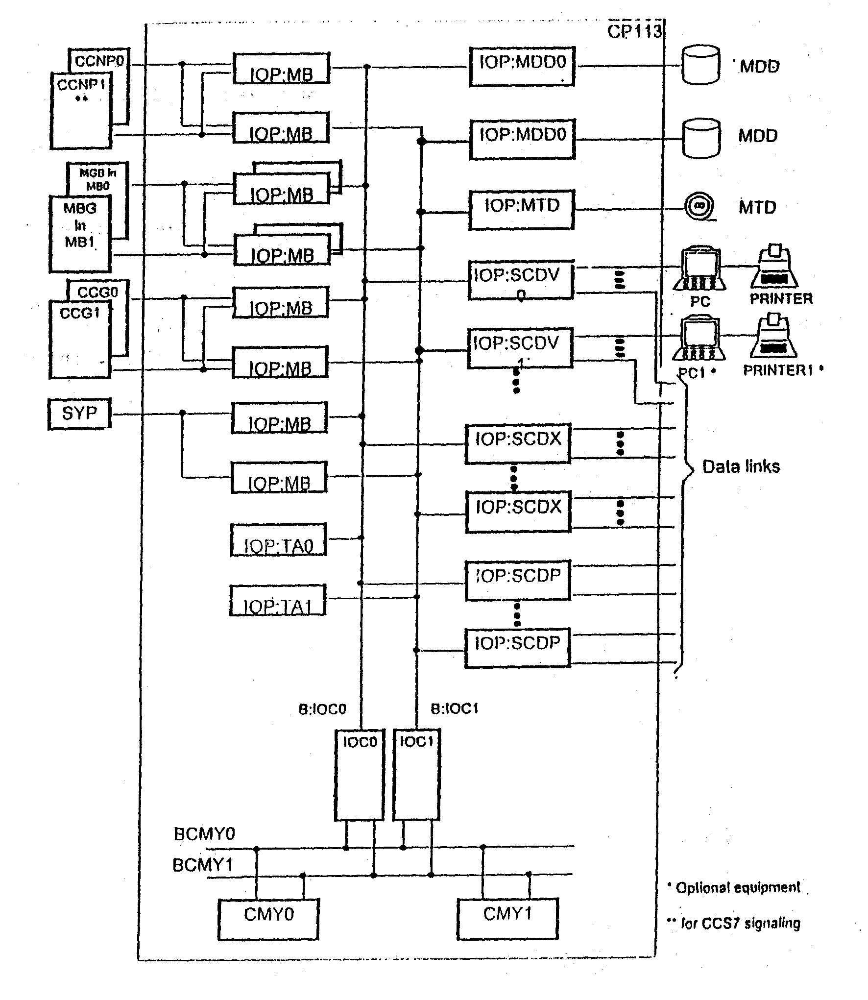 CP113
CCNP0
CCNP1
**
IOP:MB
IOP:MDD0
MDD
IOP:MB
IOP:MDD0
MDD
MGB In
MB0
MBG
In
MB1
IOP:MB
IOP:MTD
MTD
IOP:MB
IOP:SCDV
0
PC
PRINTER
CCG0
CCG1
IOP:MB
IOP:SCDV
1
PC1 *
PRINTER1 *
IOP:MB
SYP
IOP:MB
IOP:SCDX
Data links
IOP:MB
IOP:SCDX
IOP:TA0
IOP:SCDP
IOP:TA1
IOP:SCDP
B:IOC0
B:IOC1
IOC0
IOC1
BCMY0
BCMY1
CMY0
CMY1
* Optional equipment
** for CCS7 signaling